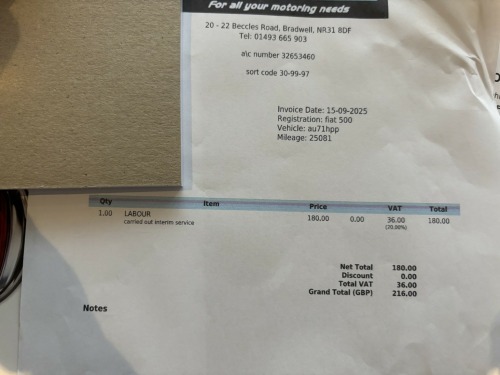 For all your motoring needs
20 - 22 Beccles Road, Bradwell, NR31 8DF
Tel: 01493 665 903
a\c number 32653460
sort code 30-99-97
Invoice Date: 15-09-2025
Registration: fiat 500
Vehicle: au71hpp
Mileage: 25081
Qty Item Price VAT Total
1.00 LABOUR 180.00 0.00 36.00 180.00
carried out interim service (20.00%)
Net Total 180.00
Discount 0.00
Total VAT 36.00
Grand Total (GBP) 216.00
Notes